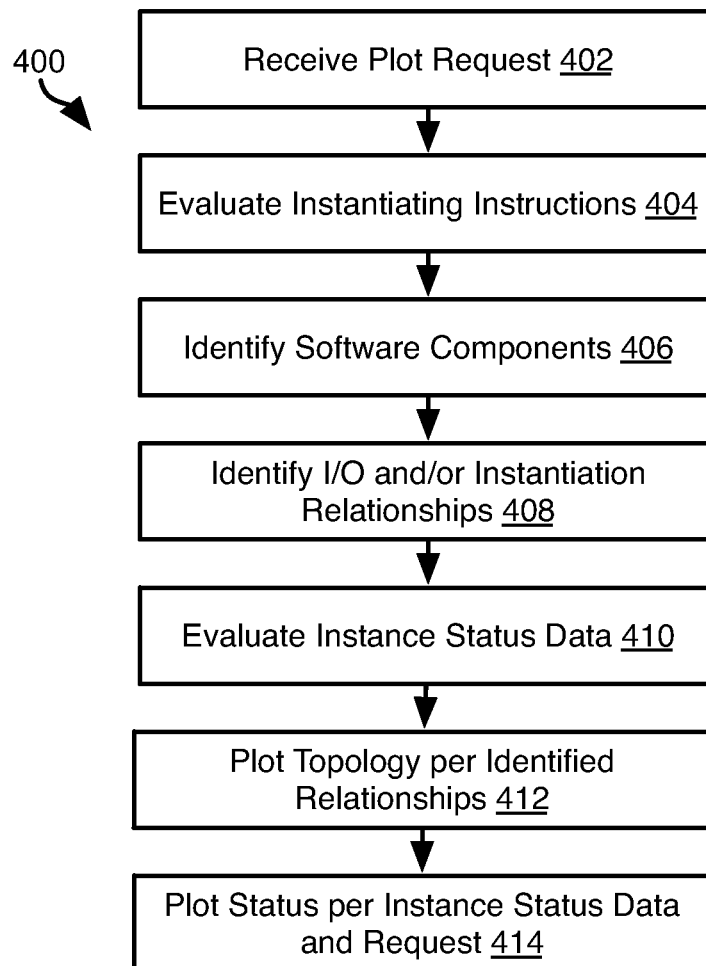 400
Receive Plot Request 402
Evaluate Instantiating Instructions 404
Identify Software Components 406
Identify I/O and/or Instantiation
Relationships 408
Evaluate Instance Status Data 410
Plot Topology per Identified
Relationships 412
Plot Status per Instance Status Data
and Request 414